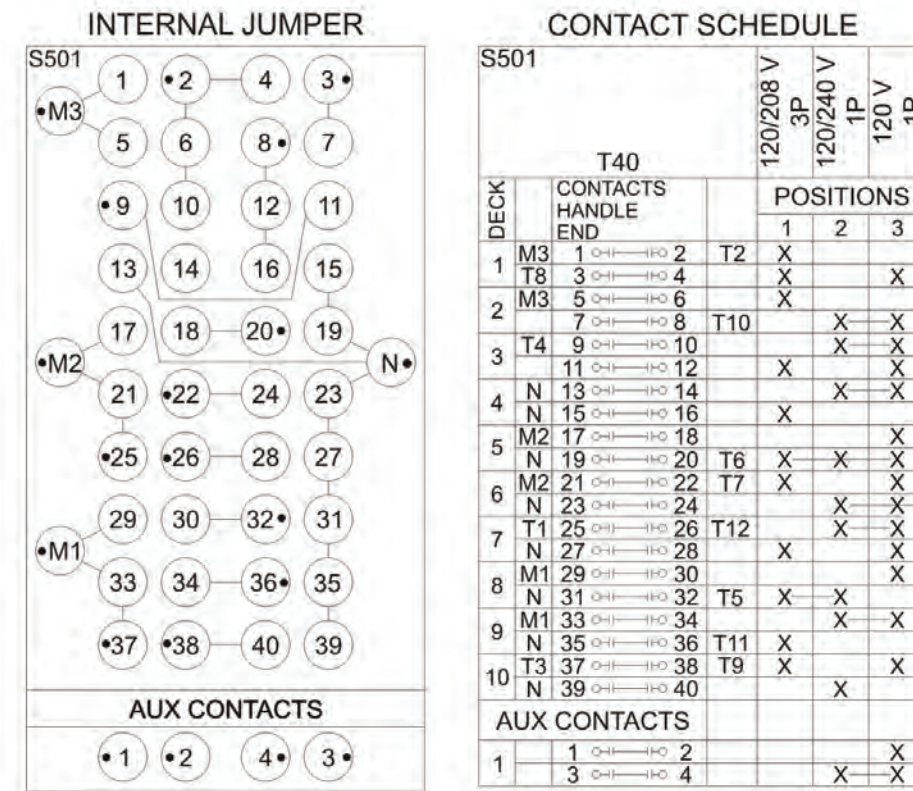 INTERNAL JUMPER
S501
1 •2 4 3•
•M3
5 6 8• 7
•9 10 12 11
13 14 16 15
17 18 20• 19
•M2 N•
21 •22 24 23
•25 •26 28 27
29 30 32• 31
•M1
33 34 36• 35
•37 •38 40 39
AUX CONTACTS
•1 •2 4• 3•
CONTACT SCHEDULE
S501
T40
120/208 V
3P
120/240 V
1P
120 V
1P
DECK
CONTACTS
HANDLE
END
POSITIONS
1 2 3
1 M3 1 2 T2 X
T8 3 4 X X
2 M3 5 6 X
7 8 T10 X X
3 T4 9 10 X X
11 12 X X
4 N 13 14 X X
N 15 16 X
5 M2 17 18 X
N 19 20 T6 X X X
6 M2 21 22 T7 X X
N 23 24 X X
7 T1 25 26 T12 X X
N 27 28 X X
8 M1 29 30 X
N 31 32 T5 X X
9 M1 33 34 X X
N 35 36 T11 X
10 T3 37 38 T9 X X
N 39 40 X
AUX CONTACTS
1 1 2 X
3 4 X X